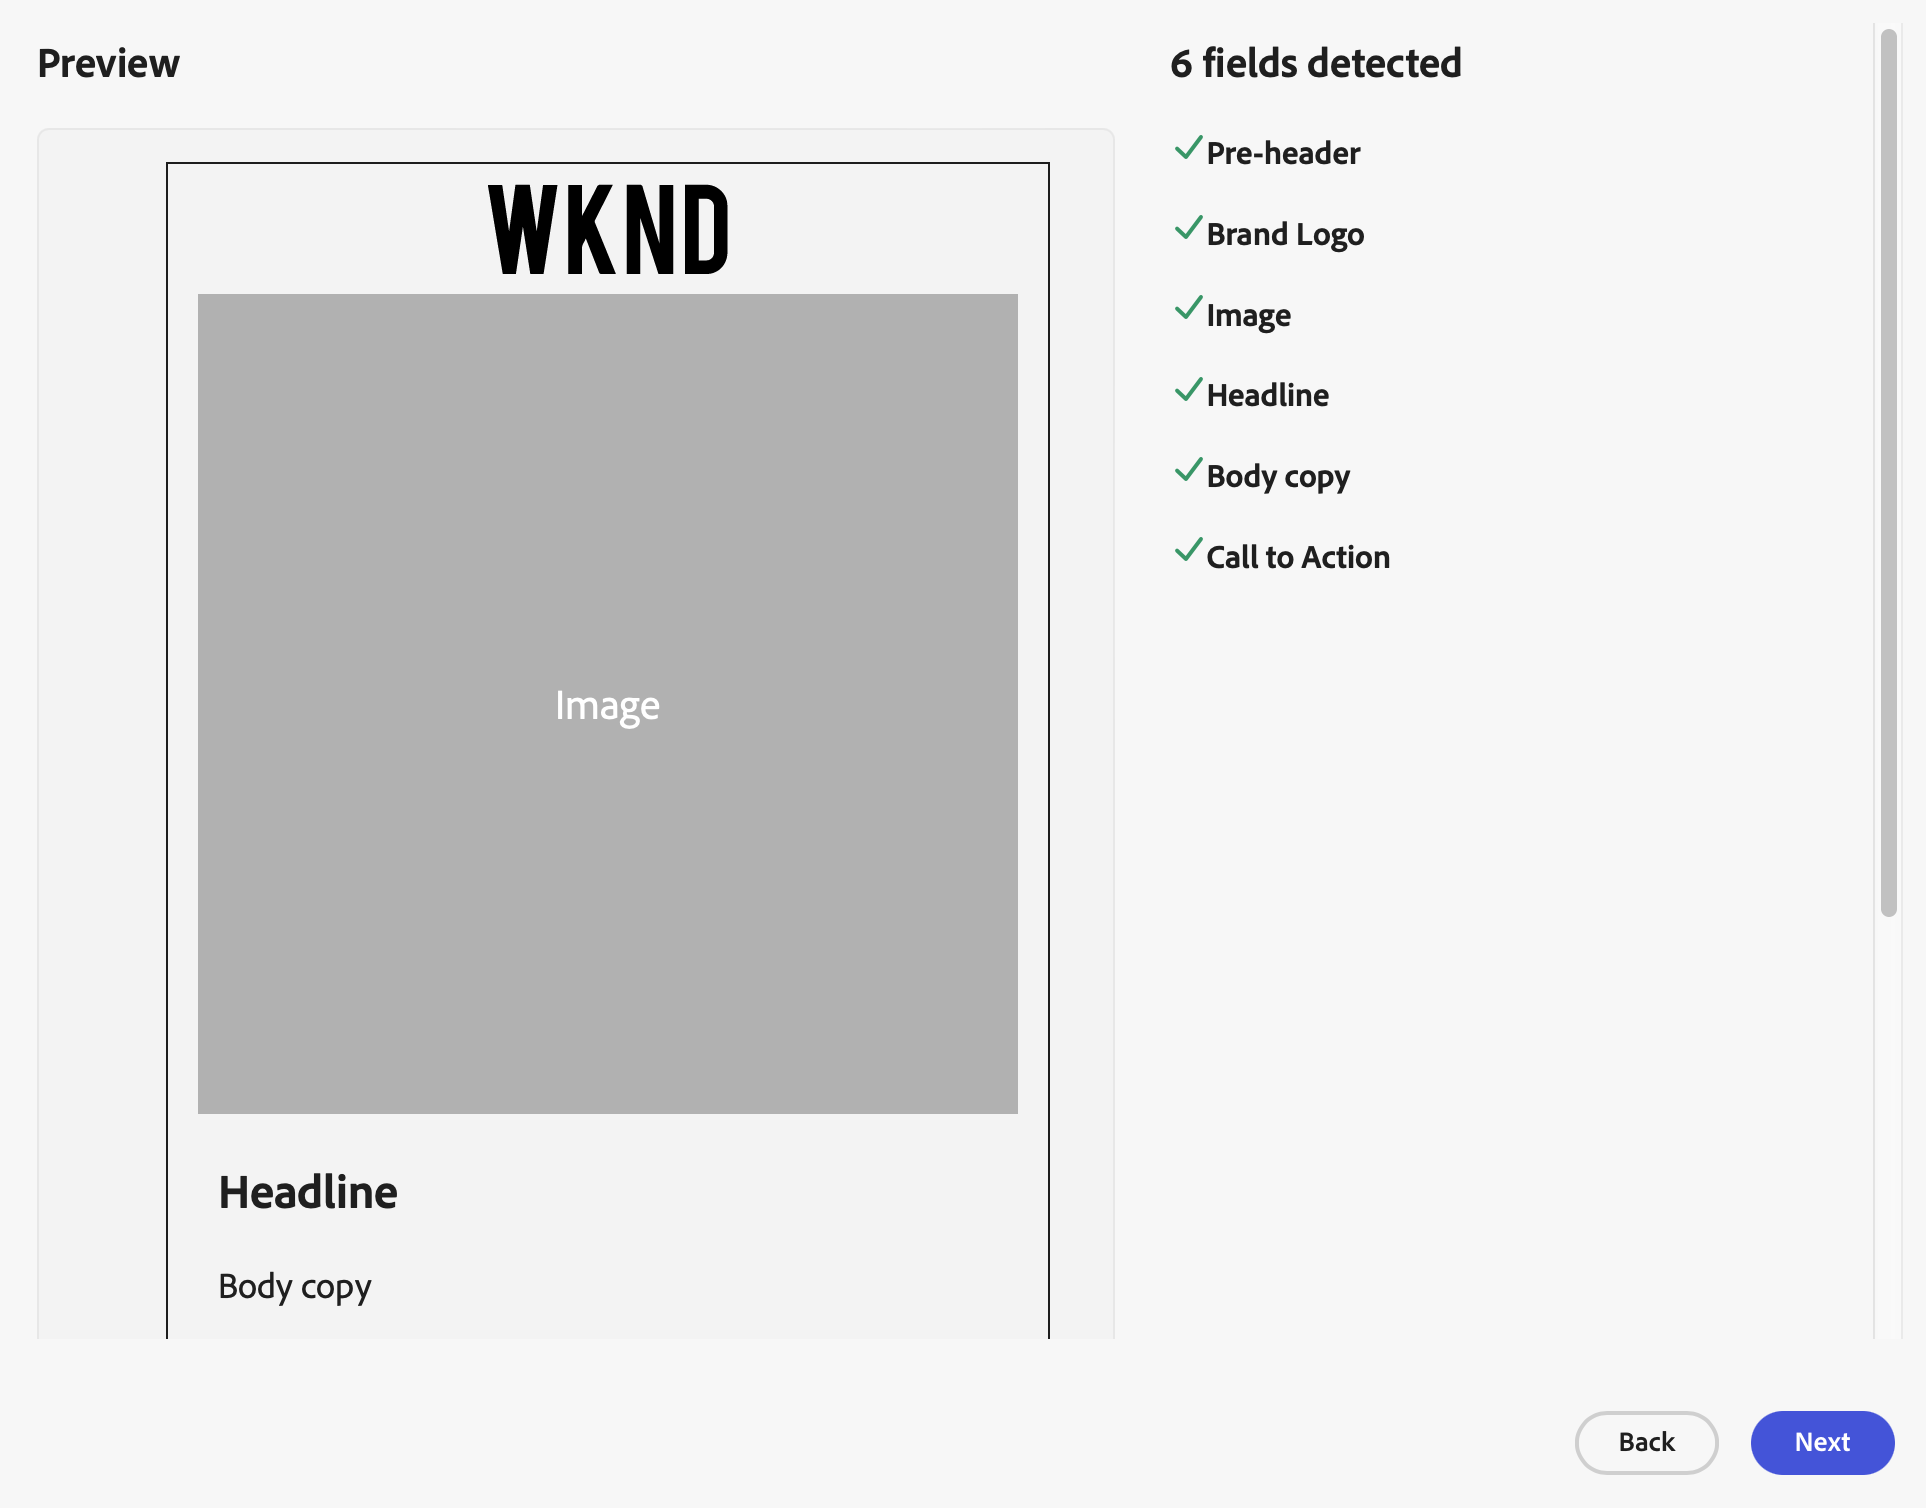 Preview
WKND
Image
Headline
Body copy
6 fields detected
Pre-header
Brand Logo
Image
Headline
Body copy
Call to Action
Back
Next